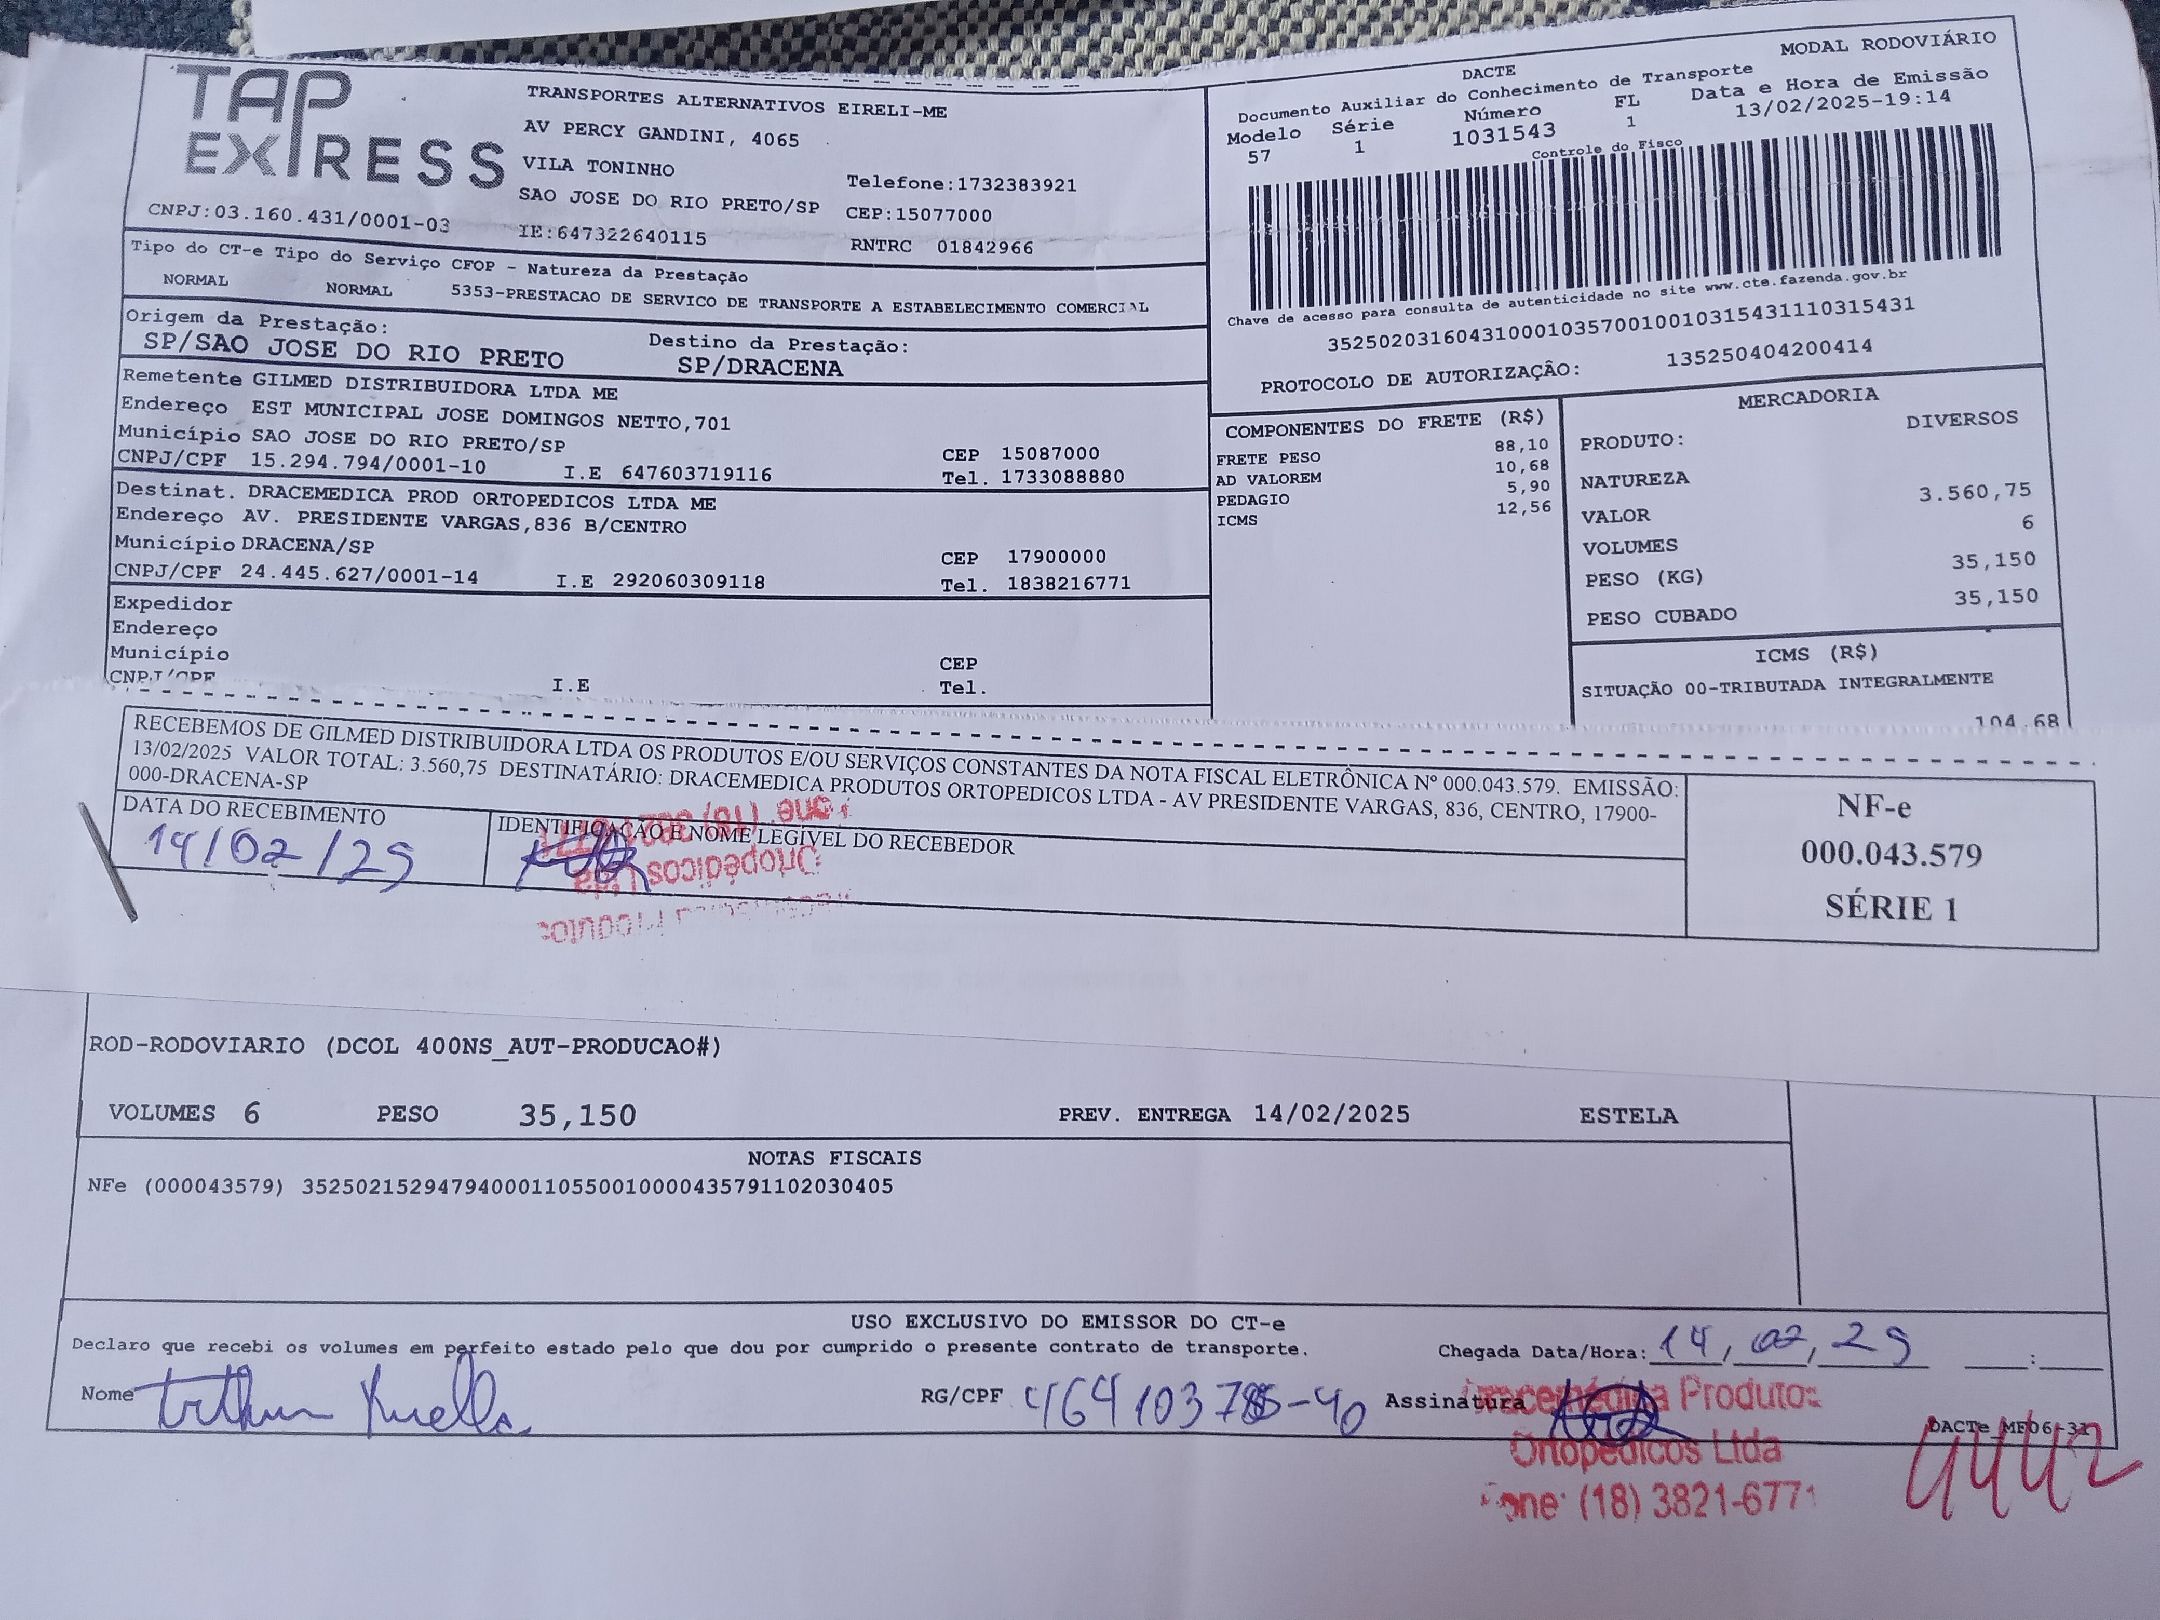 TAP
EXPRESS
CNPJ:03.160.431/0001-03
TRANSPORTES ALTERNATIVOS EIRELI-ME
AV PERCY GANDINI, 4065
VILA TONINHO
SAO JOSE DO RIO PRETO/SP
IE:647322640115
Telefone:1732383921
CEP:15077000
RNTRC 01842966
DACTE
MODAL RODOVIÁRIO
Documento Auxiliar do Conhecimento de Transporte
Modelo Série Número FL Data e Hora de Emissão
57 1 1031543 1 13/02/2025-19:14
Controle do Fisco
Chave de acesso para consulta de autenticidade no site www.cte.fazenda.gov.br
35250203160431000103570010010315431110315431
PROTOCOLO DE AUTORIZAÇÃO: 135250404200414
Tipo do CT-e Tipo do Serviço CFOP - Natureza da Prestação
NORMAL NORMAL 5353-PRESTACAO DE SERVICO DE TRANSPORTE A ESTABELECIMENTO COMERCIAL
Origem da Prestação: Destino da Prestação:
SP/SAO JOSE DO RIO PRETO SP/DRACENA
Remetente GILMED DISTRIBUIDORA LTDA ME
Endereço EST MUNICIPAL JOSE DOMINGOS NETTO,701
Município SAO JOSE DO RIO PRETO/SP CEP 15087000
CNPJ/CPF 15.294.794/0001-10 I.E 647603719116 Tel. 1733088880
Destinat. DRACEMEDICA PROD ORTOPEDICOS LTDA ME
Endereço AV. PRESIDENTE VARGAS,836 B/CENTRO
Município DRACENA/SP CEP 17900000
CNPJ/CPF 24.445.627/0001-14 I.E 292060309118 Tel. 1838216771
Expedidor
Endereço
Município CEP
CNPJ/CPF I.E Tel.
COMPONENTES DO FRETE (R$)
FRETE PESO 88,10
AD VALOREM 10,68
PEDAGIO 5,90
ICMS 12,56
MERCADORIA
PRODUTO: DIVERSOS
NATUREZA
VALOR 3.560,75
VOLUMES 6
PESO (KG) 35,150
PESO CUBADO 35,150
ICMS (R$)
SITUAÇÃO 00-TRIBUTADA INTEGRALMENTE
104,68
RECEBEMOS DE GILMED DISTRIBUIDORA LTDA OS PRODUTOS E/OU SERVIÇOS CONSTANTES DA NOTA FISCAL ELETRÔNICA Nº 000.043.579. EMISSÃO:
13/02/2025 VALOR TOTAL: 3.560,75 DESTINATÁRIO: DRACEMEDICA PRODUTOS ORTOPEDICOS LTDA - AV PRESIDENTE VARGAS, 836, CENTRO, 17900-
000-DRACENA-SP
DATA DO RECEBIMENTO
14/02/25
IDENTIFICAÇÃO E NOME LEGÍVEL DO RECEBEDOR
Ortopédicos Ltda
Produtos
NF-e
000.043.579
SÉRIE 1
ROD-RODOVIARIO (DCOL 400NS_AUT-PRODUCAO#)
VOLUMES 6 PESO 35,150 PREV. ENTREGA 14/02/2025 ESTELA
NOTAS FISCAIS
NFe (000043579) 35250215294794000110550010000435791102030405
USO EXCLUSIVO DO EMISSOR DO CT-e
Declaro que recebi os volumes em perfeito estado pelo que dou por cumprido o presente contrato de transporte.
Chegada Data/Hora: 14, 02, 25 :
Nome RG/CPF Assinatura
Dracemédica Produtos
Ortopédicos Ltda
Fone: (18) 3821-6771
DACTe_MF06-31
4442